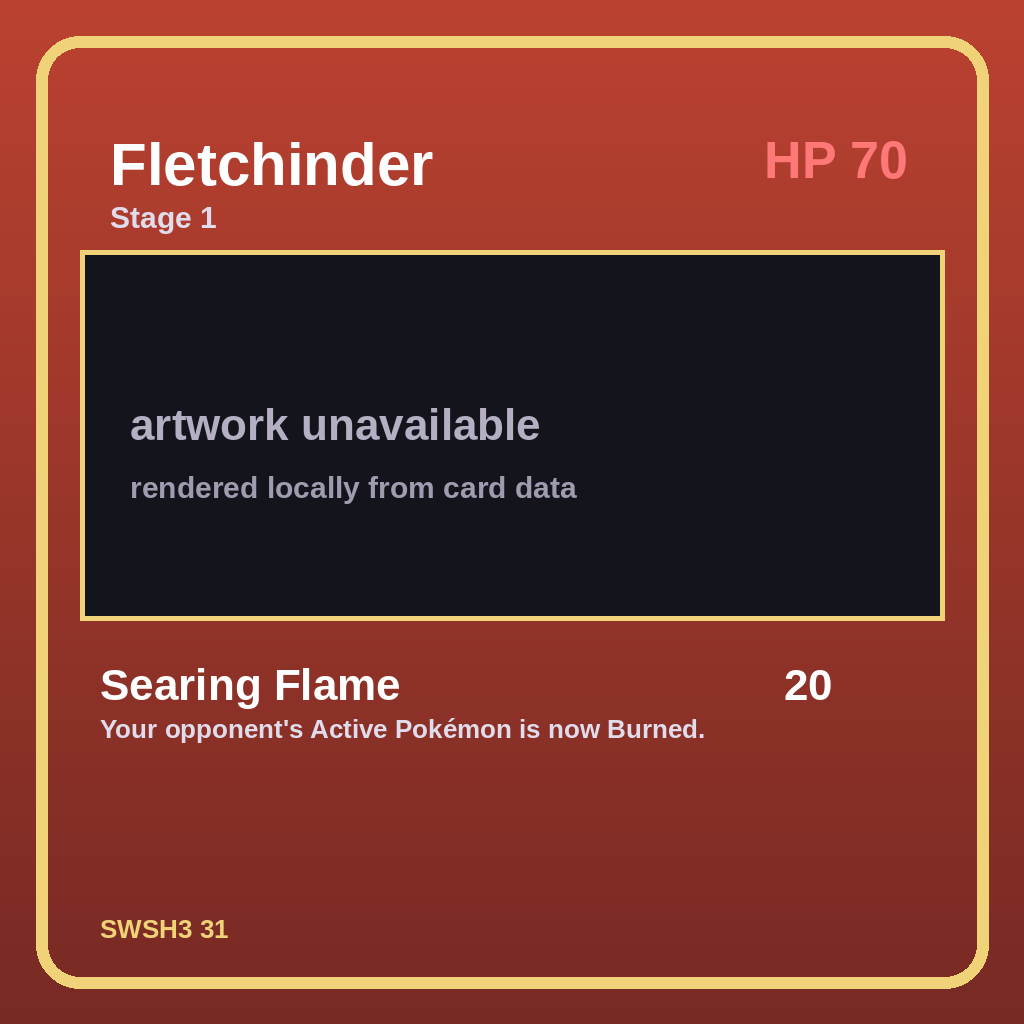 Fletchinder
HP 70
Stage 1
artwork unavailable
rendered locally from card data
Searing Flame
20
Your opponent's Active Pokémon is now Burned.
SWSH3 31